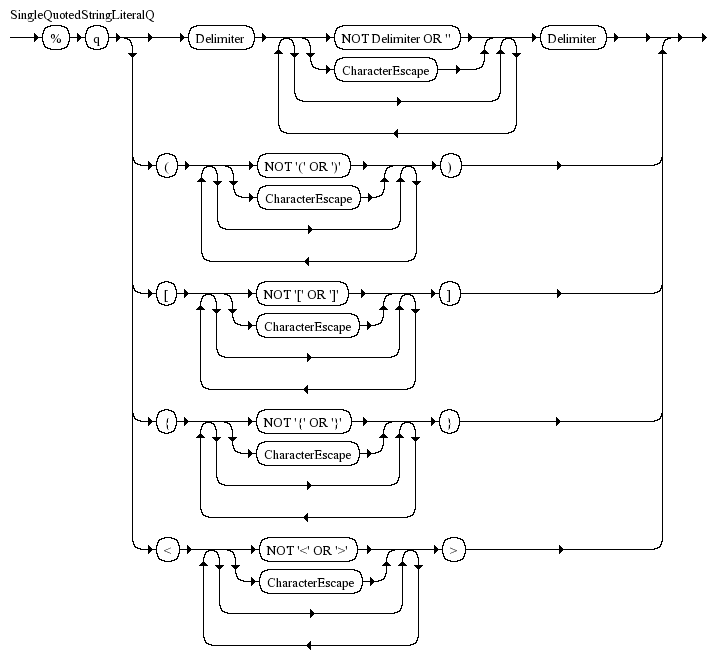 SingleQuotedStringLiteralQ
% q Delimiter NOT Delimiter OR '' Delimiter
CharacterEscape
( NOT '(' OR ')' )
CharacterEscape
[ NOT '[' OR ']' ]
CharacterEscape
{ NOT '{' OR '}' }
CharacterEscape
< NOT '<' OR '>' >
CharacterEscape